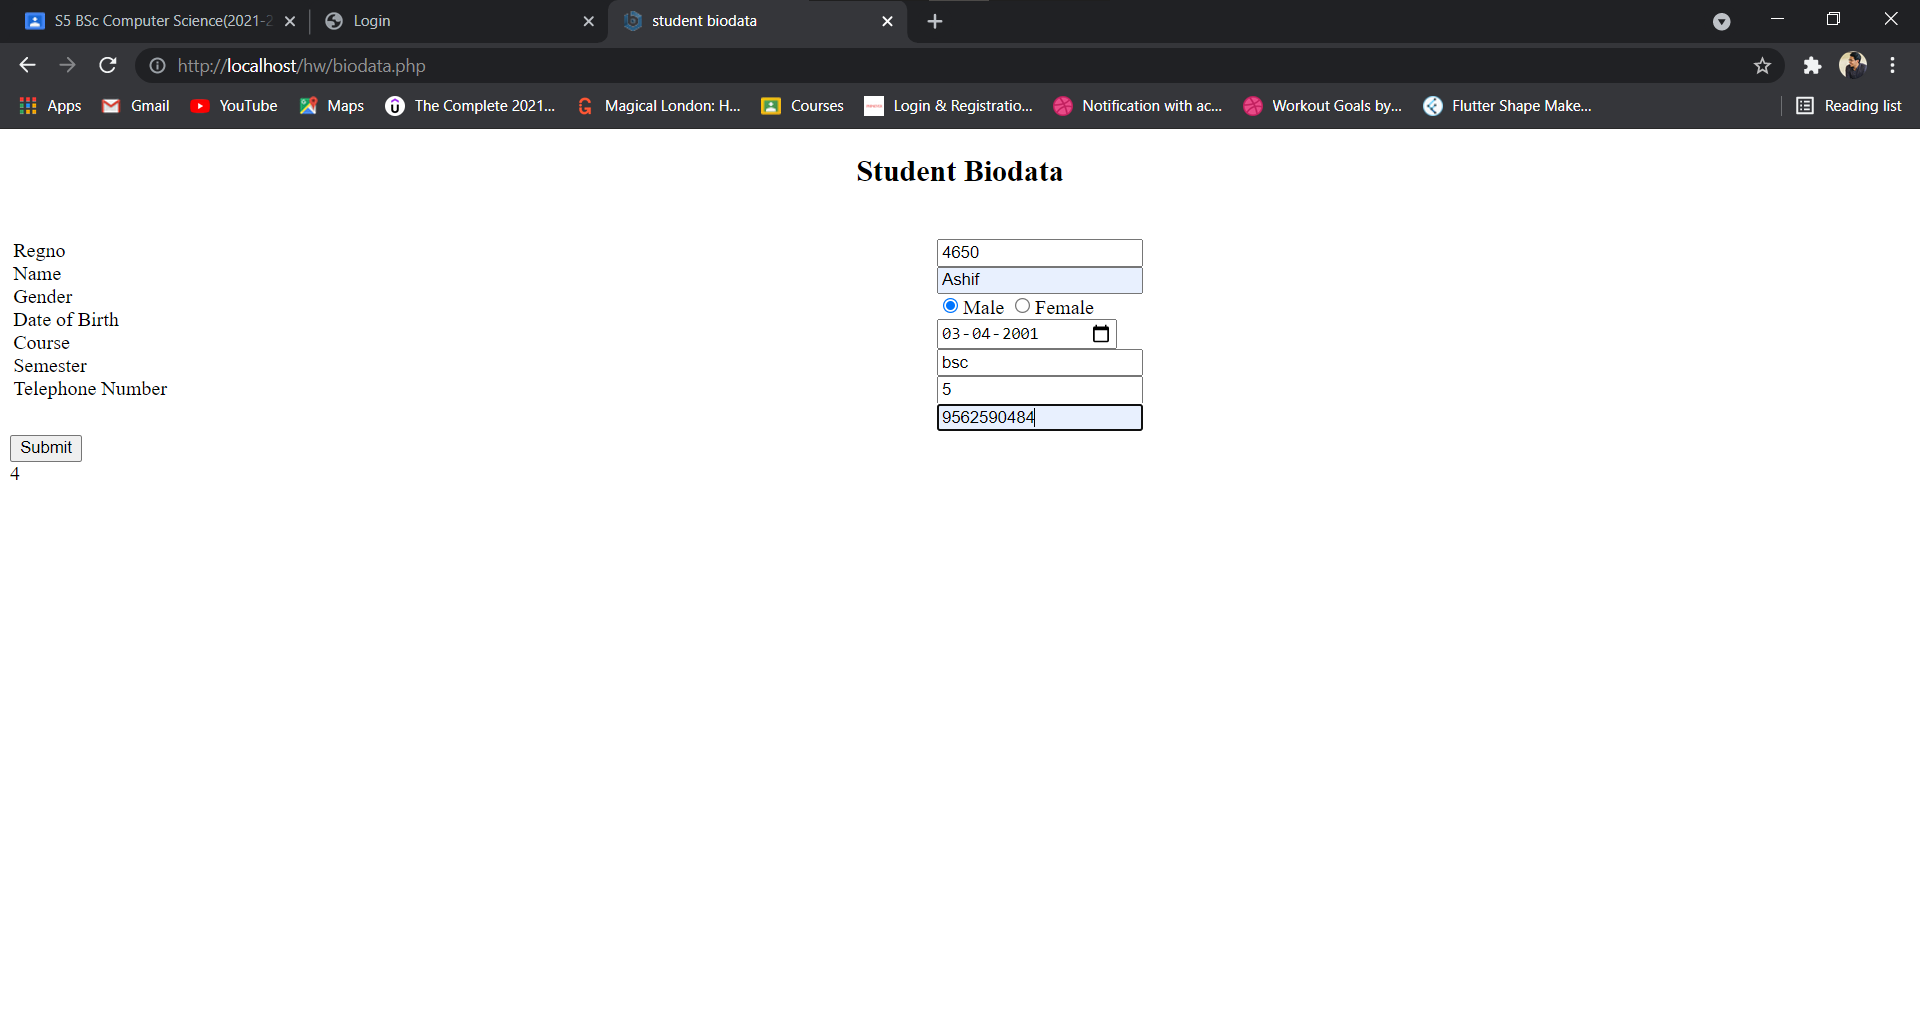 S5 BSc Computer Science(2021-2
Login
student biodata
http://localhost/hw/biodata.php
Apps
Gmail
YouTube
Maps
The Complete 2021...
Magical London: H...
Courses
Login & Registratio...
Notification with ac...
Workout Goals by...
Flutter Shape Make...
Reading list
Student Biodata
Regno 4650
Name Ashif
Gender Male Female
Date of Birth 03-04-2001
Course bsc
Semester 5
Telephone Number 9562590484
Submit
4